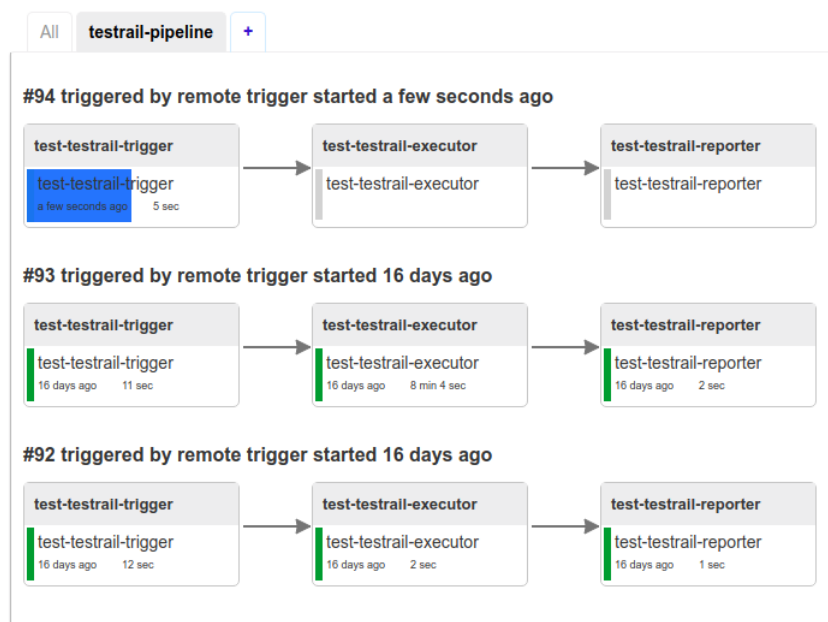 All testrail-pipeline +
#94 triggered by remote trigger started a few seconds ago
test-testrail-trigger test-testrail-executor test-testrail-reporter
test-testrail-trigger test-testrail-executor test-testrail-reporter
a few seconds ago 5 sec
#93 triggered by remote trigger started 16 days ago
test-testrail-trigger test-testrail-executor test-testrail-reporter
test-testrail-trigger test-testrail-executor test-testrail-reporter
16 days ago 11 sec 16 days ago 8 min 4 sec 16 days ago 2 sec
#92 triggered by remote trigger started 16 days ago
test-testrail-trigger test-testrail-executor test-testrail-reporter
test-testrail-trigger test-testrail-executor test-testrail-reporter
16 days ago 12 sec 16 days ago 2 sec 16 days ago 1 sec